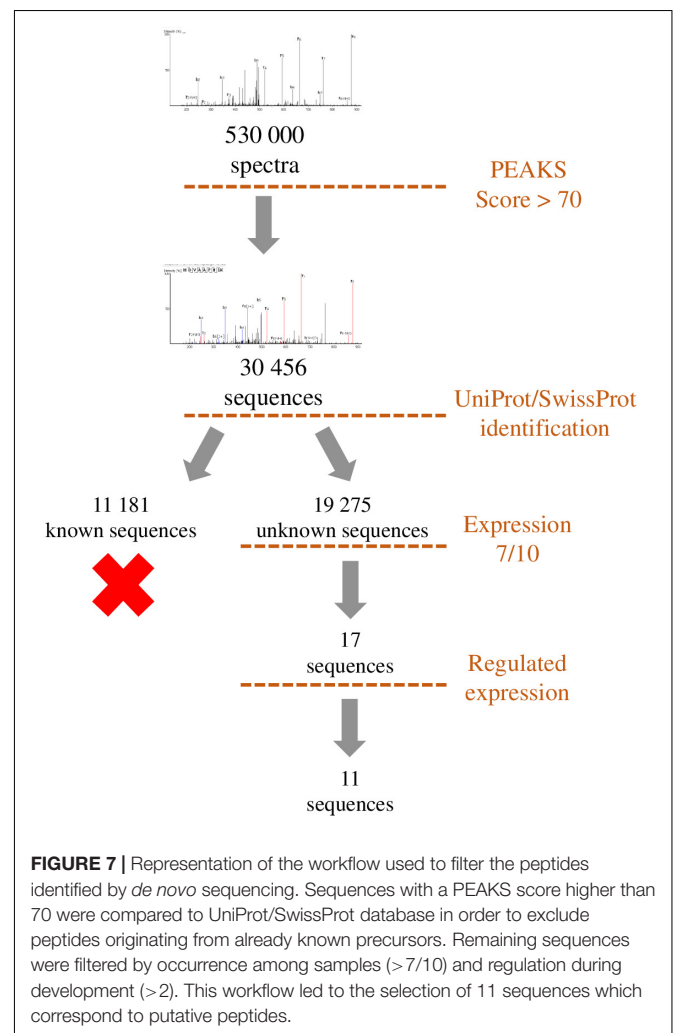 530 000
spectra
PEAKS
Score > 70
30 456
sequences
UniProt/SwissProt
identification
11 181
known sequences
19 275
unknown sequences
Expression
7/10
17
sequences
Regulated
expression
11
sequences
FIGURE 7 | Representation of the workflow used to filter the peptides
identified by de novo sequencing. Sequences with a PEAKS score higher than
70 were compared to UniProt/SwissProt database in order to exclude
peptides originating from already known precursors. Remaining sequences
were filtered by occurrence among samples (>7/10) and regulation during
development (>2). This workflow led to the selection of 11 sequences which
correspond to putative peptides.